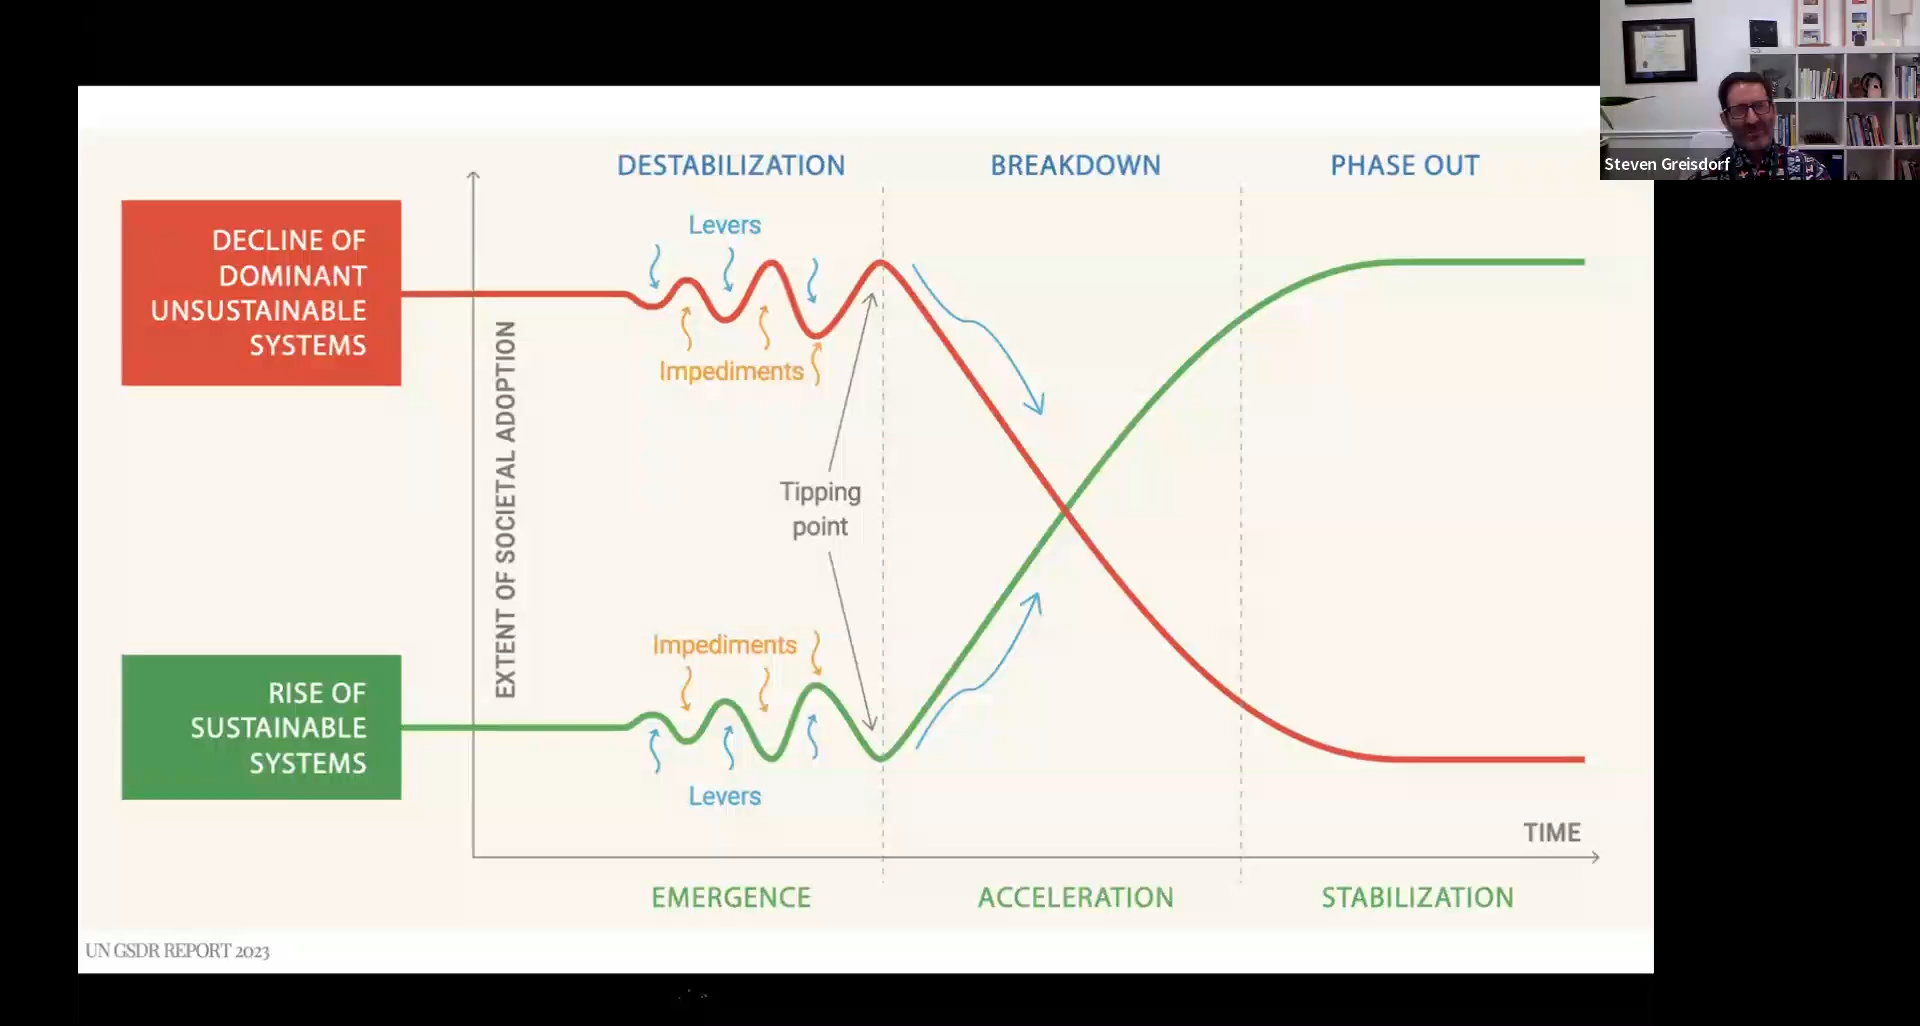 Steven Greisdorf
DESTABILIZATION
BREAKDOWN
PHASE OUT
DECLINE OF
DOMINANT
UNSUSTAINABLE
SYSTEMS
Levers
Impediments
EXTENT OF SOCIETAL ADOPTION
Tipping
point
RISE OF
SUSTAINABLE
SYSTEMS
Impediments
Levers
TIME
EMERGENCE
ACCELERATION
STABILIZATION
UN GSDR REPORT 2023